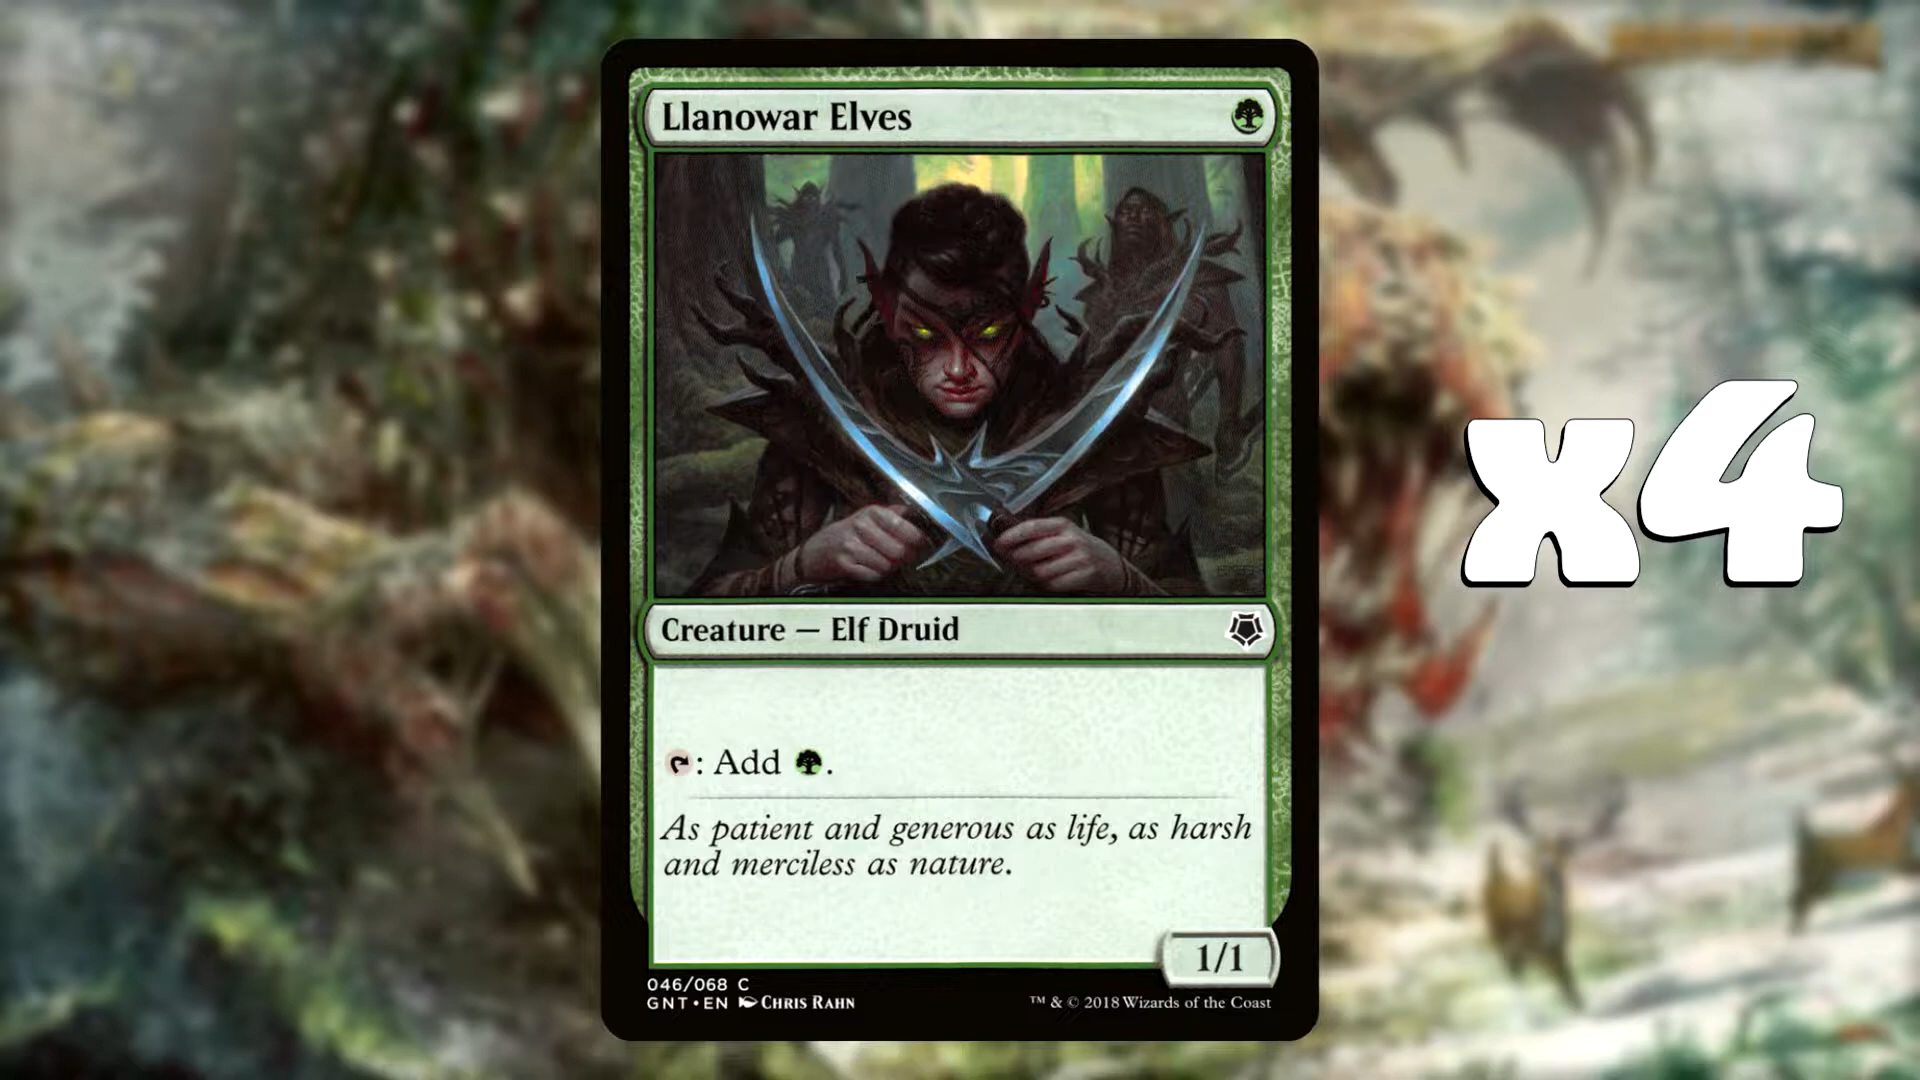 Llanowar Elves
x4
Creature — Elf Druid
: Add .
As patient and generous as life, as harsh
and merciless as nature.
1/1
046/068 C
GNT • EN Chris Rahn
™ & © 2018 Wizards of the Coast